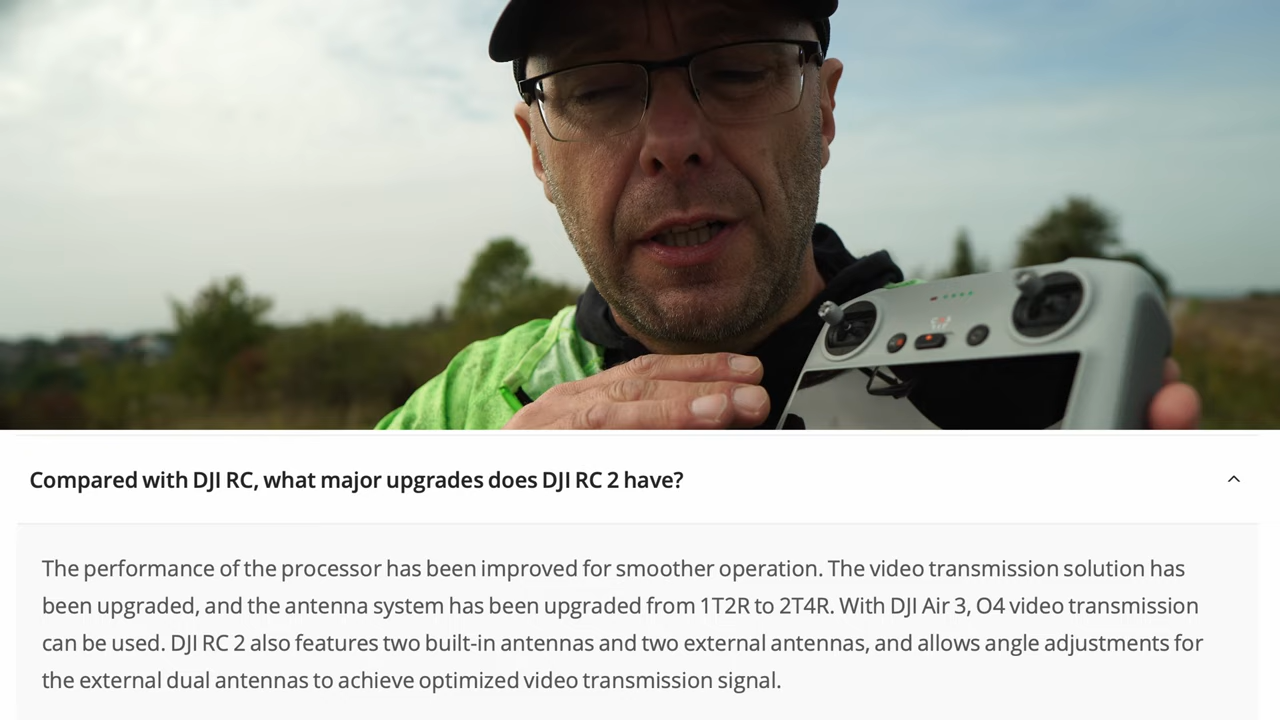 Compared with DJI RC, what major upgrades does DJI RC 2 have?
The performance of the processor has been improved for smoother operation. The video transmission solution has
been upgraded, and the antenna system has been upgraded from 1T2R to 2T4R. With DJI Air 3, O4 video transmission
can be used. DJI RC 2 also features two built-in antennas and two external antennas, and allows angle adjustments for
the external dual antennas to achieve optimized video transmission signal.